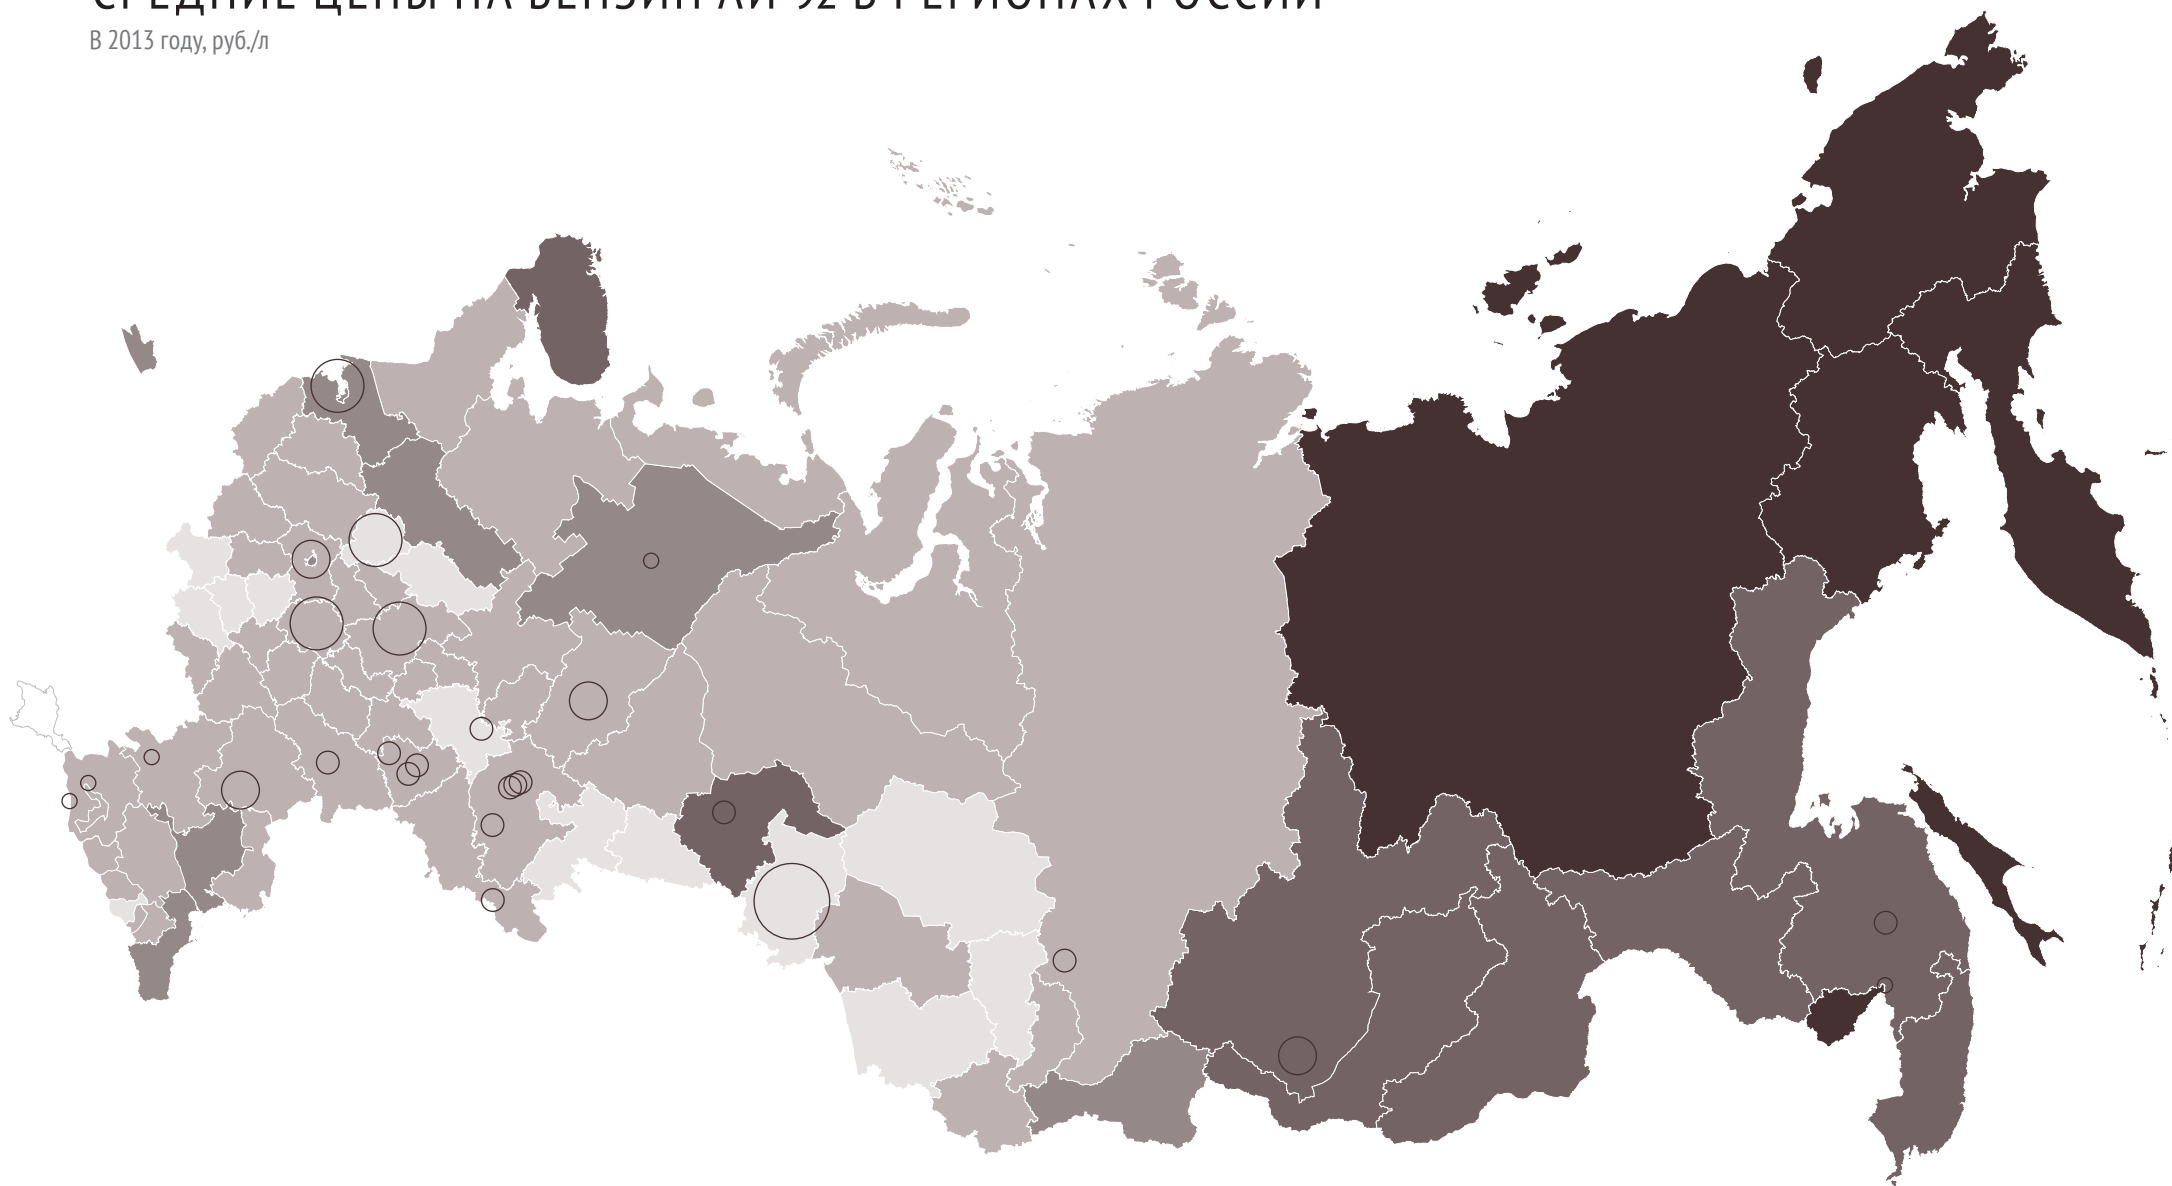 СРЕДНИЕ ЦЕНЫ НА БЕНЗИН АИ-92 В РЕГИОНАХ РОССИИ
В 2013 году, руб./л